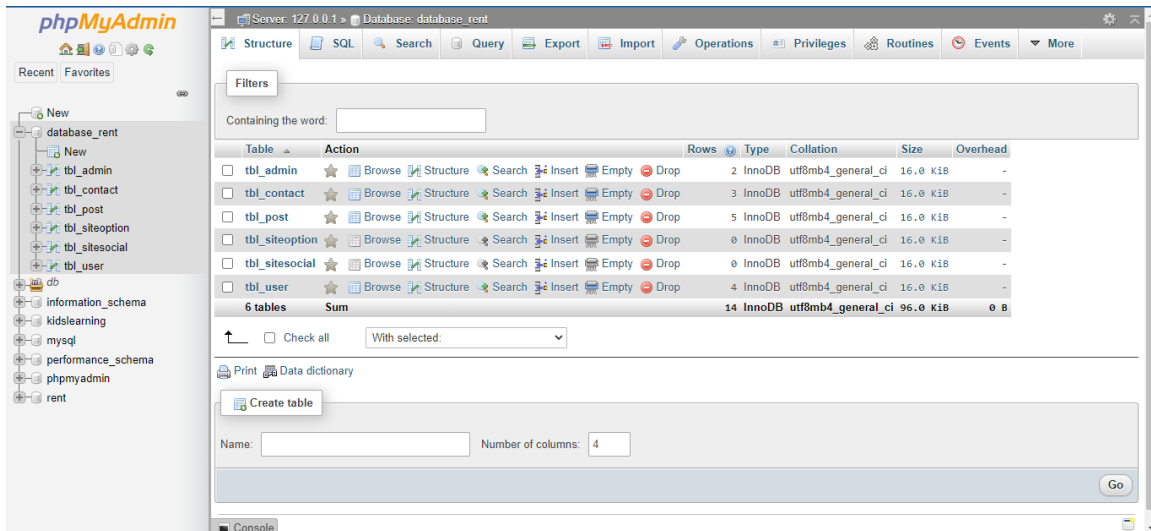 phpMyAdmin
Recent Favorites
New
database_rent
New
tbl_admin
tbl_contact
tbl_post
tbl_siteoption
tbl_sitesocial
tbl_user
db
information_schema
kidslearning
mysql
performance_schema
phpmyadmin
rent
Server: 127.0.0.1 » Database: database_rent
Structure SQL Search Query Export Import Operations Privileges Routines Events More
Filters
Containing the word:
Table Action Rows Type Collation Size Overhead
tbl_admin Browse Structure Search Insert Empty Drop 2 InnoDB utf8mb4_general_ci 16.0 KiB -
tbl_contact Browse Structure Search Insert Empty Drop 3 InnoDB utf8mb4_general_ci 16.0 KiB -
tbl_post Browse Structure Search Insert Empty Drop 5 InnoDB utf8mb4_general_ci 16.0 KiB -
tbl_siteoption Browse Structure Search Insert Empty Drop 0 InnoDB utf8mb4_general_ci 16.0 KiB -
tbl_sitesocial Browse Structure Search Insert Empty Drop 0 InnoDB utf8mb4_general_ci 16.0 KiB -
tbl_user Browse Structure Search Insert Empty Drop 4 InnoDB utf8mb4_general_ci 16.0 KiB -
6 tables Sum 14 InnoDB utf8mb4_general_ci 96.0 KiB 0 B
Check all With selected:
Print Data dictionary
Create table
Name: Number of columns: 4
Go
Console